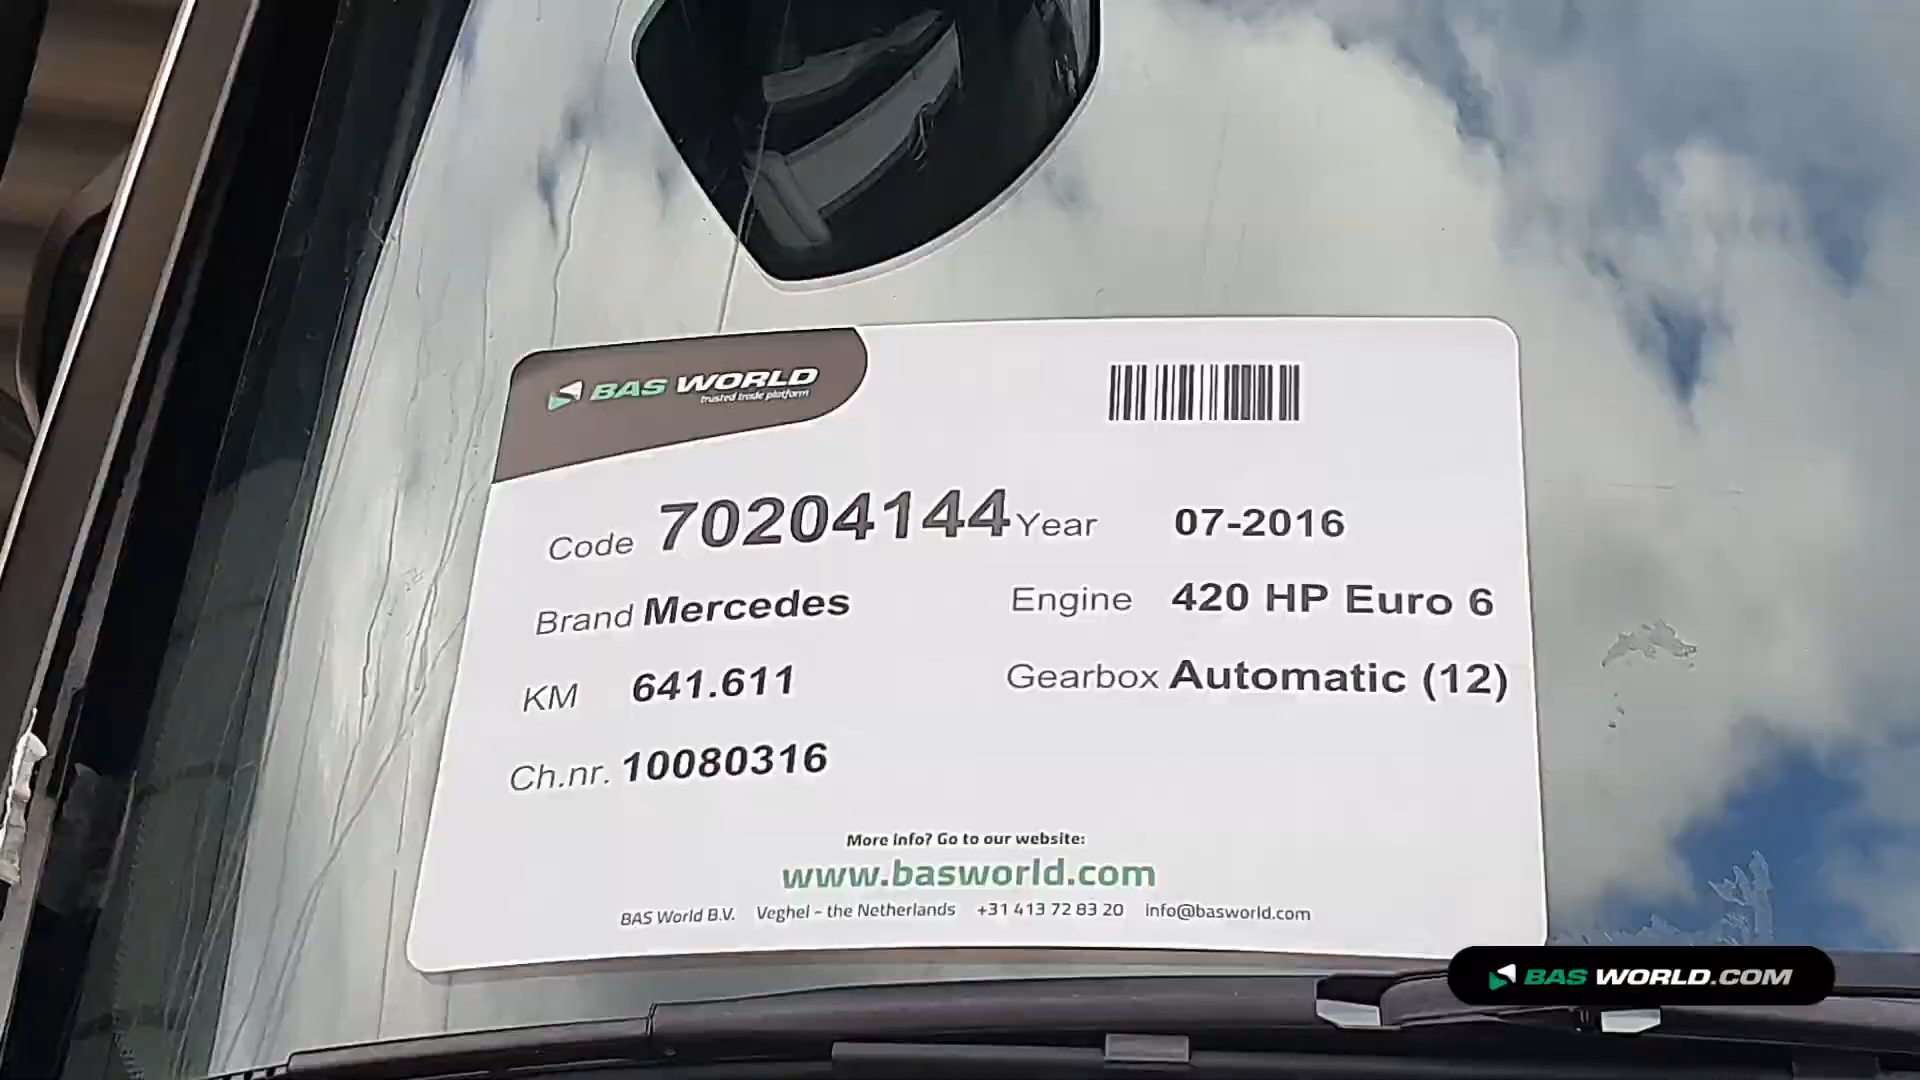 BAS WORLD
trusted trade platform
Code 70204144 Year 07-2016
Brand Mercedes Engine 420 HP Euro 6
KM 641.611 Gearbox Automatic (12)
Ch.nr. 10080316
More info? Go to our website:
www.basworld.com
BAS World B.V. Veghel - the Netherlands +31 413 72 83 20 info@basworld.com
BAS WORLD.COM